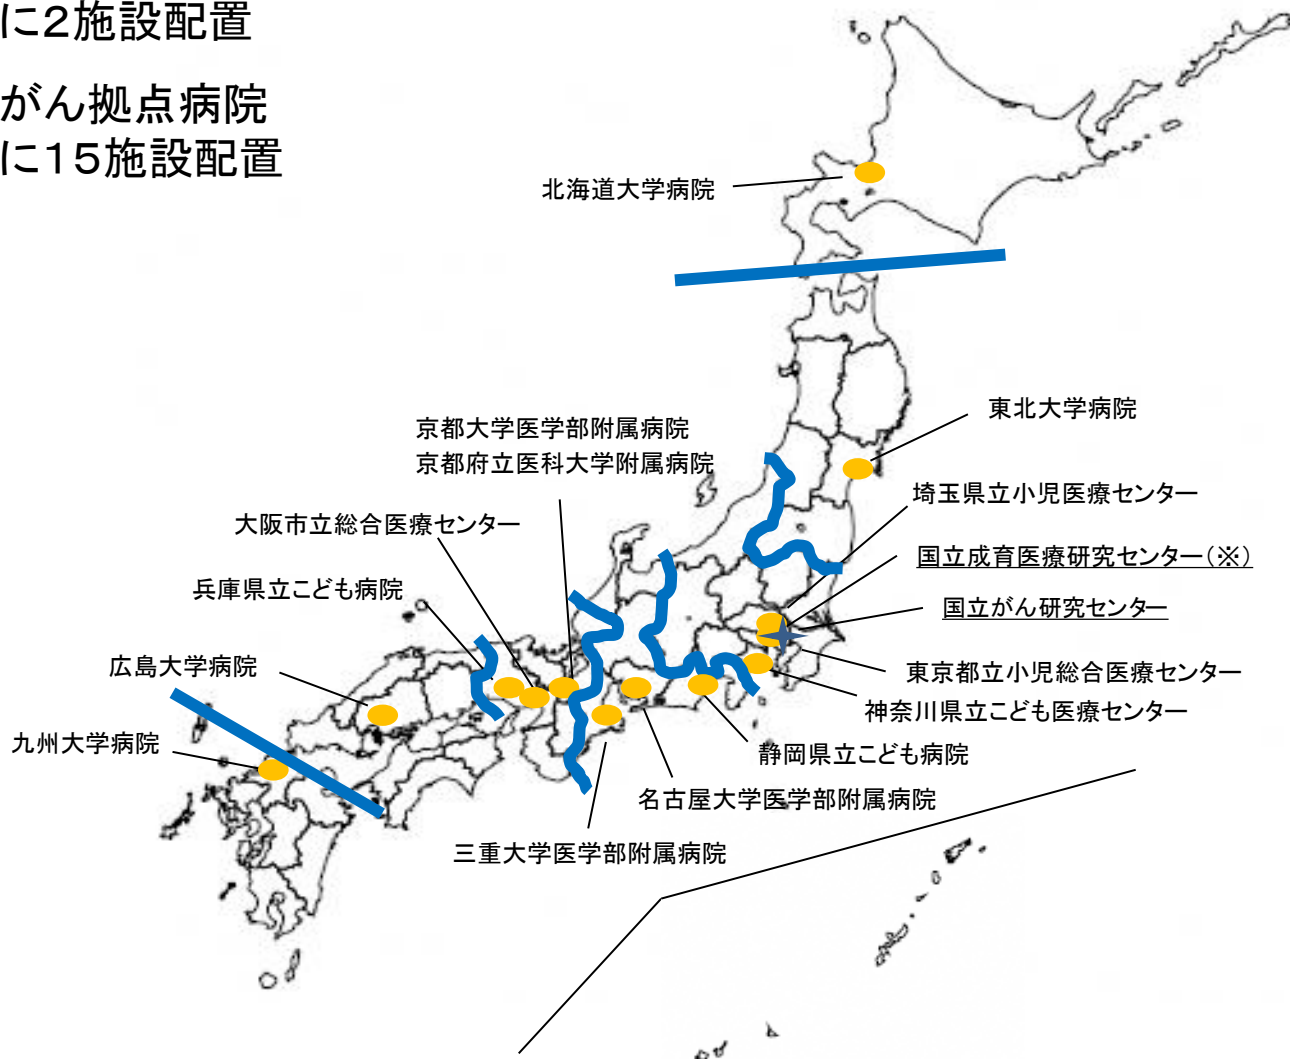 に2施設配置
がん拠点病院
に15施設配置
北海道大学病院
東北大学病院
京都大学医学部附属病院
京都府立医科大学附属病院
埼玉県立小児医療センター
大阪市立総合医療センター
国立成育医療研究センター(※)
兵庫県立こども病院
国立がん研究センター
広島大学病院
東京都立小児総合医療センター
神奈川県立こども医療センター
九州大学病院
静岡県立こども病院
名古屋大学医学部附属病院
三重大学医学部附属病院